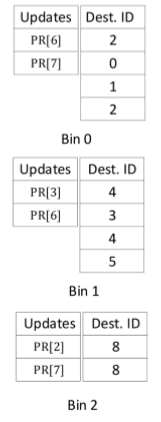 Updates Dest. ID
PR[6] 2
PR[7] 0
1
2
Bin 0
Updates Dest. ID
PR[3] 4
PR[6] 3
4
5
Bin 1
Updates Dest. ID
PR[2] 8
PR[7] 8
Bin 2